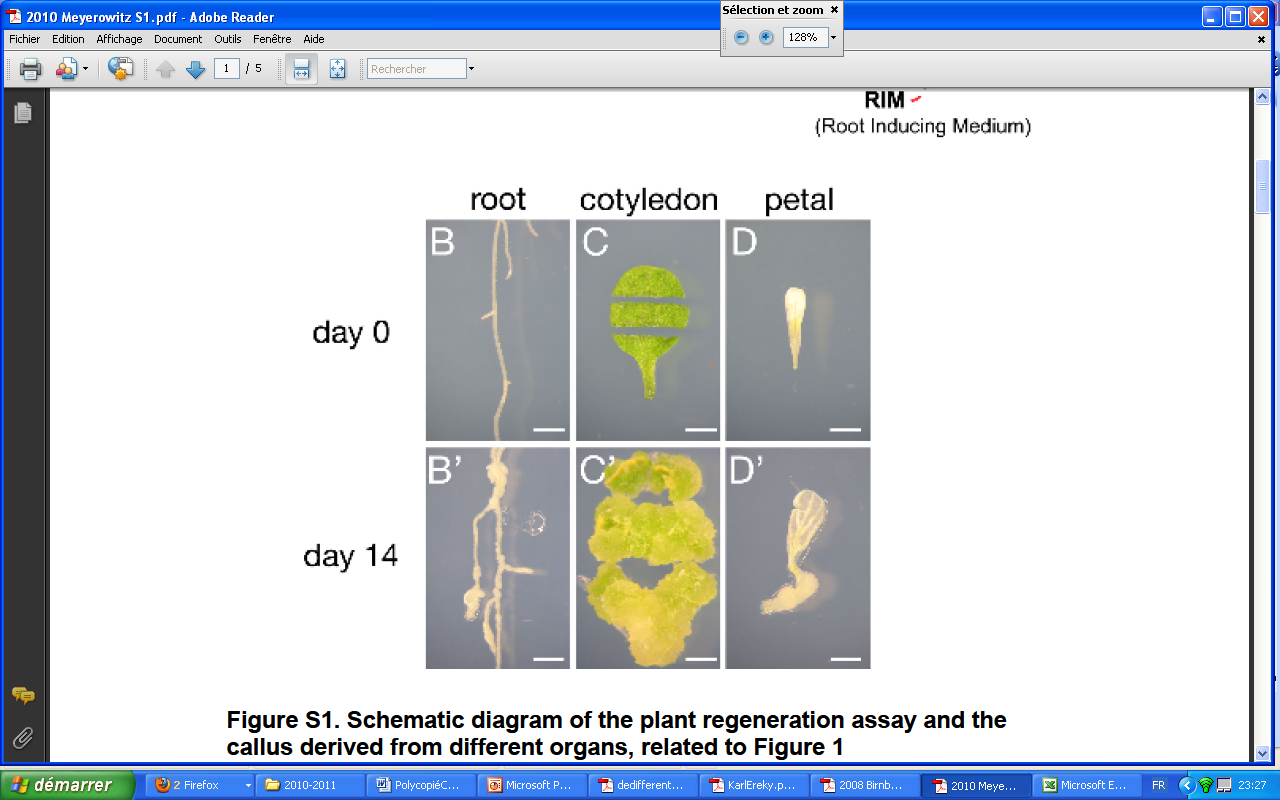 2010 Meyerowitz S1.pdf - Adobe Reader
Sélection et zoom
Fichier Edition Affichage Document Outils Fenêtre Aide
128%
1 / 5
Rechercher
RIM
(Root Inducing Medium)
root cotyledon petal
B C D
day 0
B' C' D'
day 14
Figure S1. Schematic diagram of the plant regeneration assay and the
callus derived from different organs, related to Figure 1
démarrer
2 Firefox
2010-2011
PolycopiéC...
Microsoft P...
dedifferent...
KarlEreky.p...
2008 Birnb...
2010 Meye...
Microsoft E...
FR
23:27